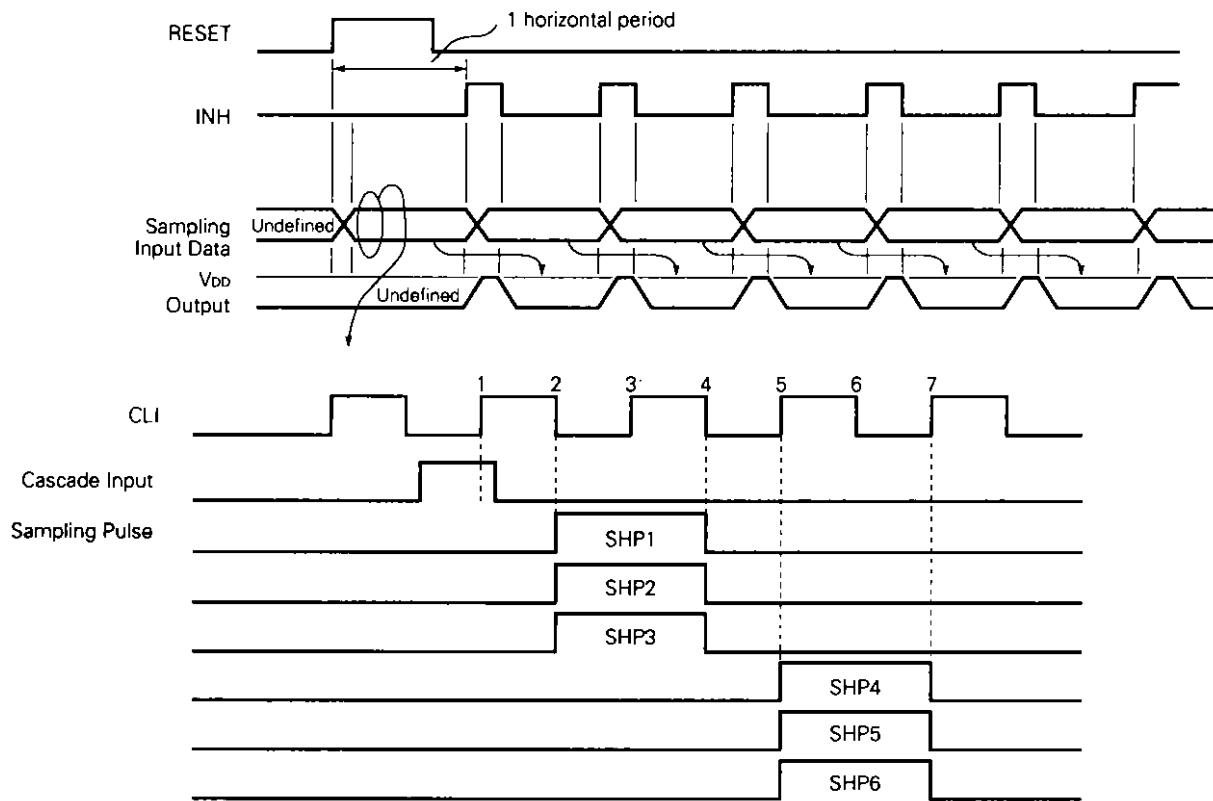 1 horizontal period
RESET
INH
Sampling
Input Data
Undefined
VDD
Output
Undefined
1 2 3 4 5 6 7
CLI
Cascade Input
Sampling Pulse
SHP1
SHP2
SHP3
SHP4
SHP5
SHP6